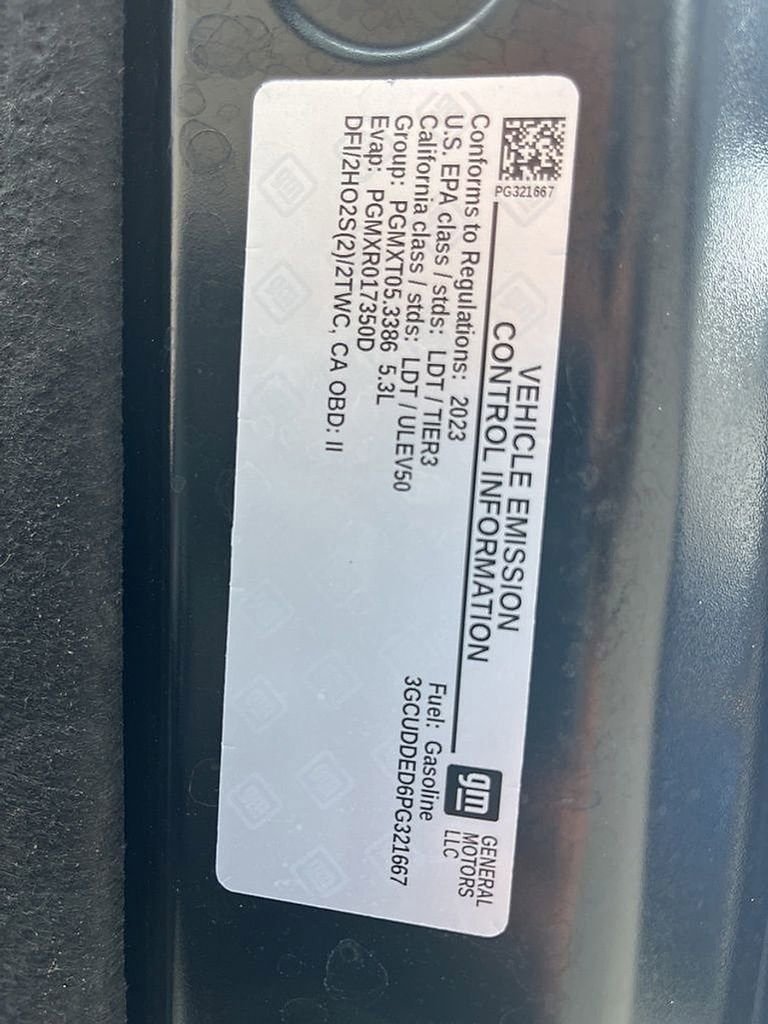 PG321667
VEHICLE EMISSION
CONTROL INFORMATION
gm
GENERAL
MOTORS
LLC
Conforms to Regulations: 2023
U.S. EPA class / stds: LDT / TIER3
California class / stds: LDT / ULEV50
Group: PGMXT05.3386 5.3L
Evap: PGMXR017350D
DFI/2HO2S(2)/2TWC, CA OBD: II
Fuel: Gasoline
3GCUDDED6PG321667